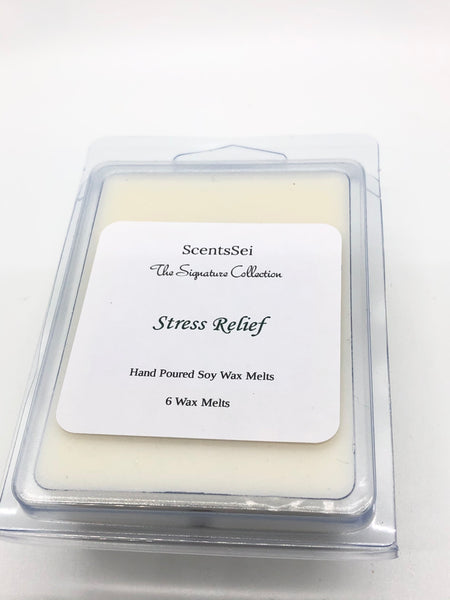 ScentsSei
The Signature Collection
Stress Relief
Hand Poured Soy Wax Melts
6 Wax Melts